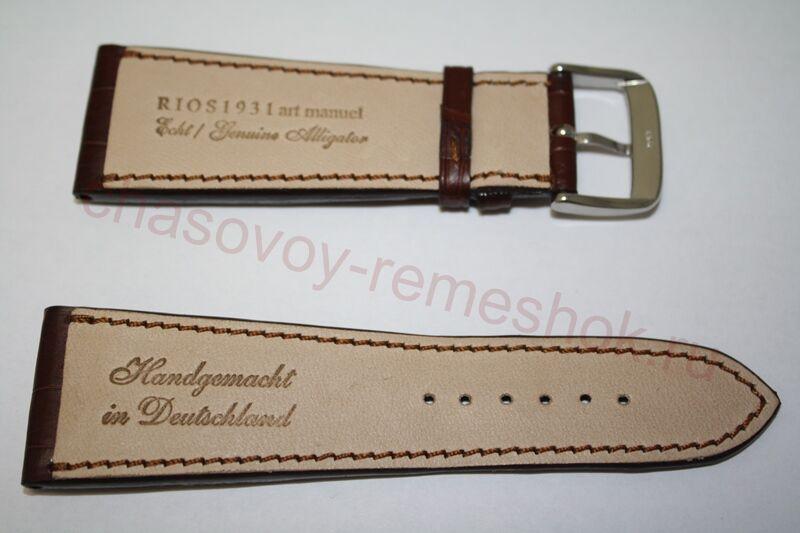 RIOS1931 art manuel
Echt / Genuine Alligator
chasovoy-remeshok.ru
Handgemacht
in Deutschland